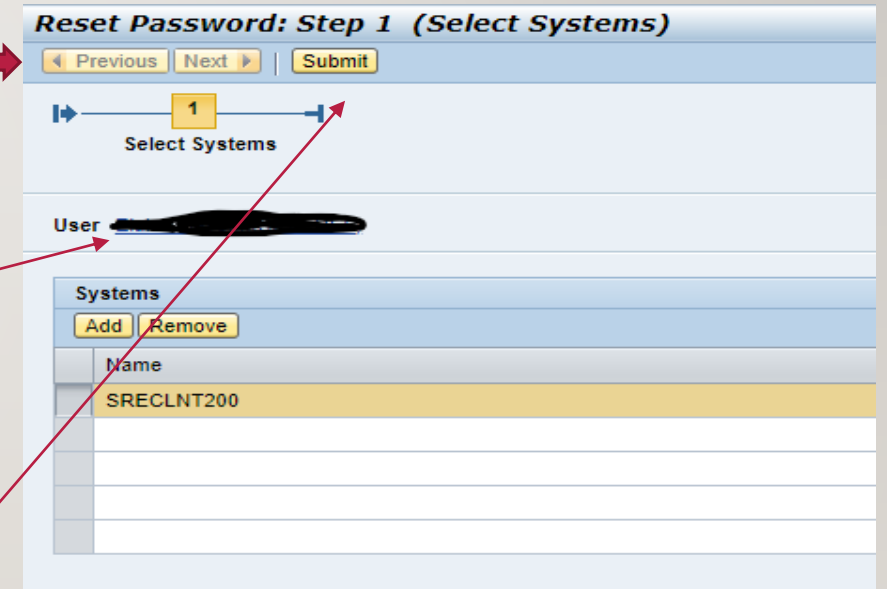 Reset Password: Step 1 (Select Systems)
Previous Next Submit
1
Select Systems
User
Systems
Add Remove
Name
SRECLNT200